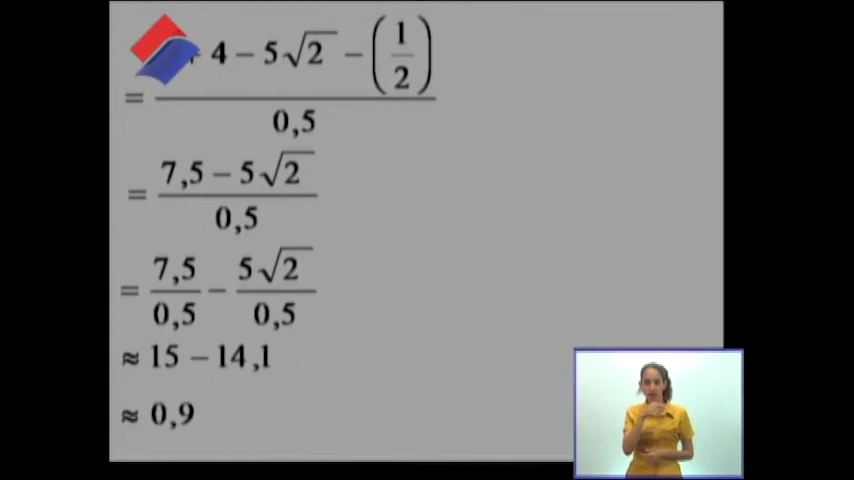 = (+ 4 − 5√2 − (1/2)) / 0,5
= (7,5 − 5√2) / 0,5
= 7,5/0,5 − 5√2/0,5
≈ 15 − 14,1
≈ 0,9